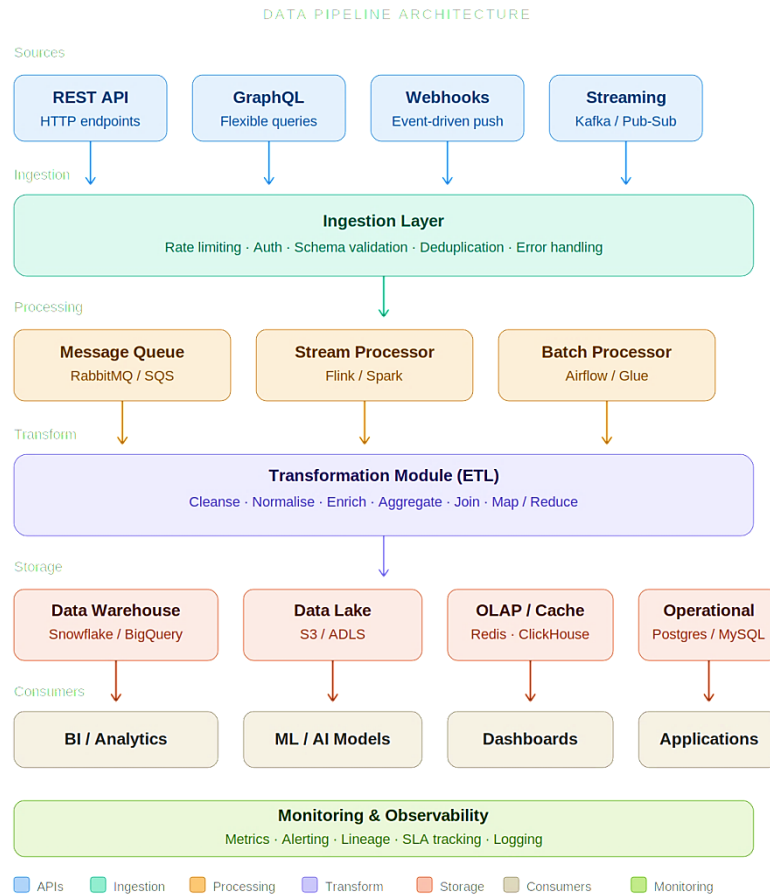 DATA PIPELINE ARCHITECTURE
Sources
REST API
HTTP endpoints
GraphQL
Flexible queries
Webhooks
Event-driven push
Streaming
Kafka / Pub-Sub
Ingestion
Ingestion Layer
Rate limiting · Auth · Schema validation · Deduplication · Error handling
Processing
Message Queue
RabbitMQ / SQS
Stream Processor
Flink / Spark
Batch Processor
Airflow / Glue
Transform
Transformation Module (ETL)
Cleanse · Normalise · Enrich · Aggregate · Join · Map / Reduce
Storage
Data Warehouse
Snowflake / BigQuery
Data Lake
S3 / ADLS
OLAP / Cache
Redis · ClickHouse
Operational
Postgres / MySQL
Consumers
BI / Analytics
ML / AI Models
Dashboards
Applications
Monitoring & Observability
Metrics · Alerting · Lineage · SLA tracking · Logging
APIs
Ingestion
Processing
Transform
Storage
Consumers
Monitoring